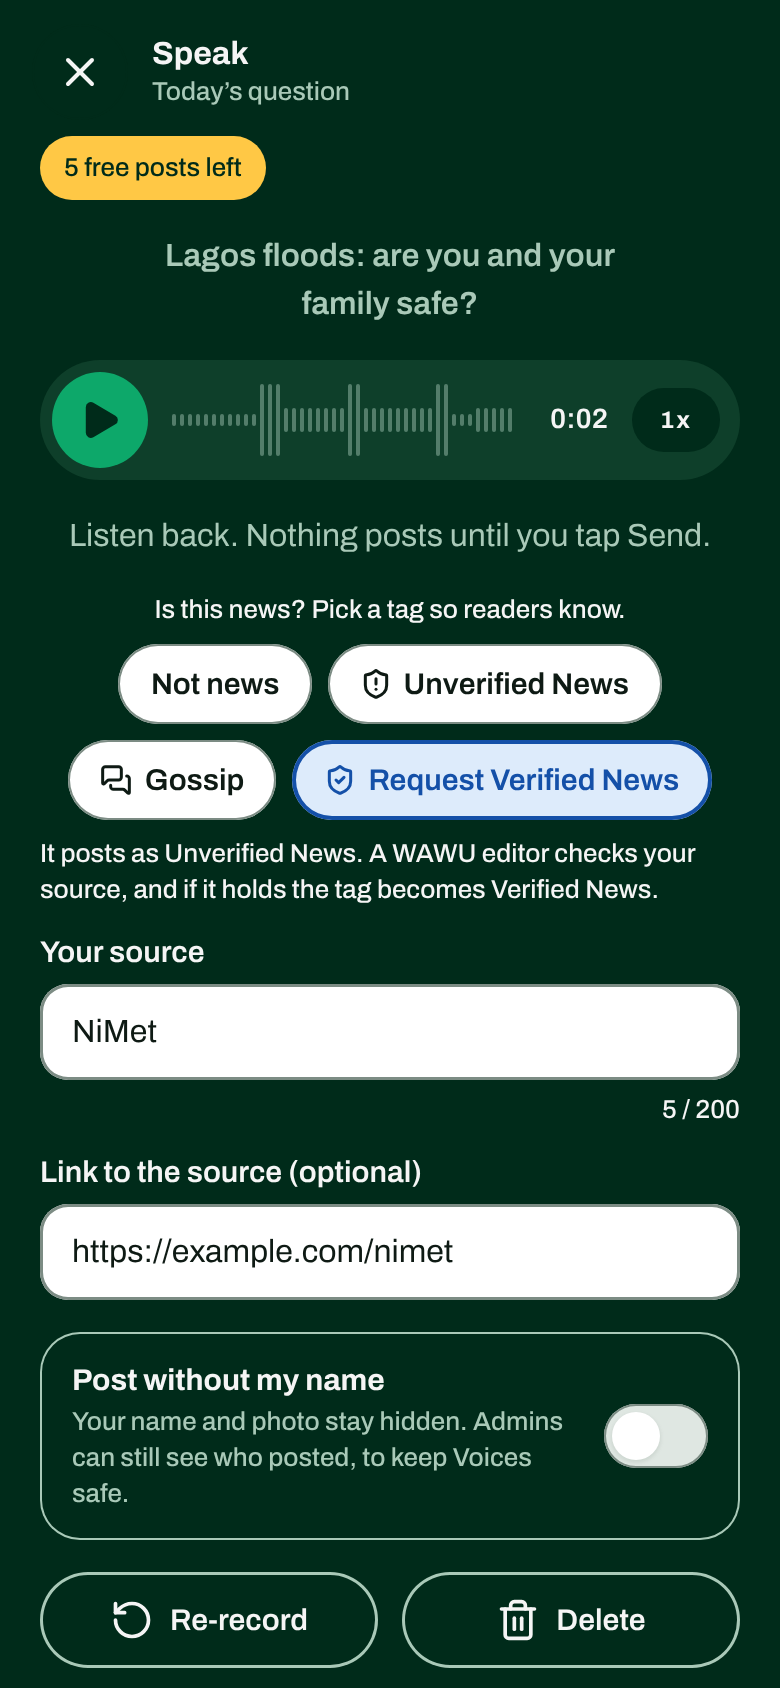 Speak
Today’s question
5 free posts left
Lagos floods: are you and your
family safe?
0:02
1x
Listen back. Nothing posts until you tap Send.
Is this news? Pick a tag so readers know.
Not news
Unverified News
Gossip
Request Verified News
It posts as Unverified News. A WAWU editor checks your
source, and if it holds the tag becomes Verified News.
Your source
NiMet
5 / 200
Link to the source (optional)
https://example.com/nimet
Post without my name
Your name and photo stay hidden. Admins
can still see who posted, to keep Voices
safe.
Re-record
Delete